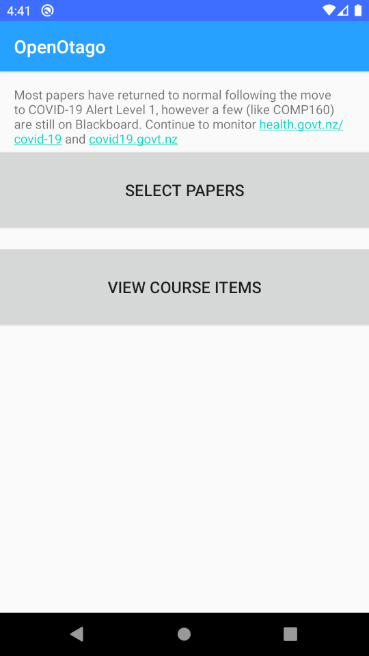 4:41
OpenOtago
Most papers have returned to normal following the move
to COVID-19 Alert Level 1, however a few (like COMP160)
are still on Blackboard. Continue to monitor health.govt.nz/
covid-19 and covid19.govt.nz
SELECT PAPERS
VIEW COURSE ITEMS